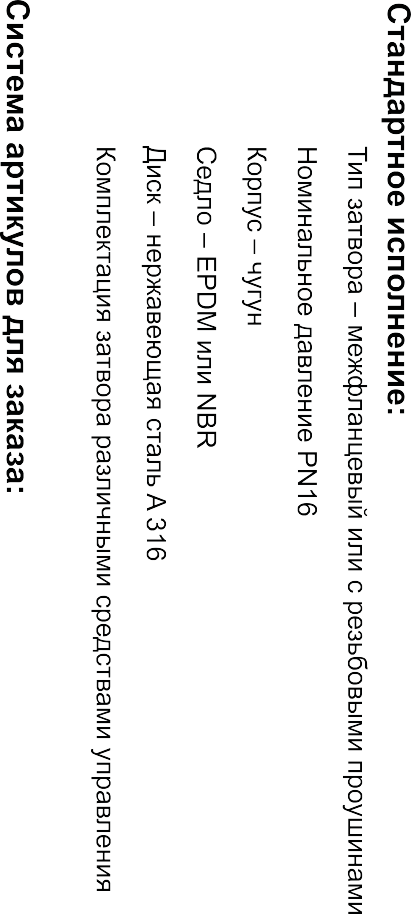 Стандартное исполнение:
Тип затвора – межфланцевый или с резьбовыми проушинами
Номинальное давление PN16
Корпус – чугун
Седло – EPDM или NBR
Диск – нержавеющая сталь А 316
Комплектация затвора различными средствами управления
Система артикулов для заказа: